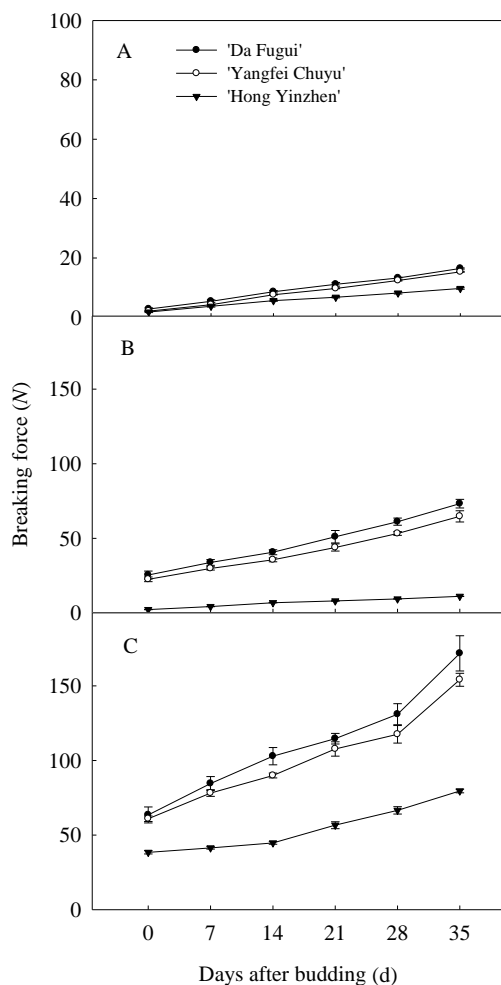 100
A
'Da Fugui'
'Yangfei Chuyu'
'Hong Yinzhen'
80
60
40
20
0
B
150
100
50
0
Breaking force (N)
C
150
100
50
0
0 7 14 21 28 35
Days after budding (d)